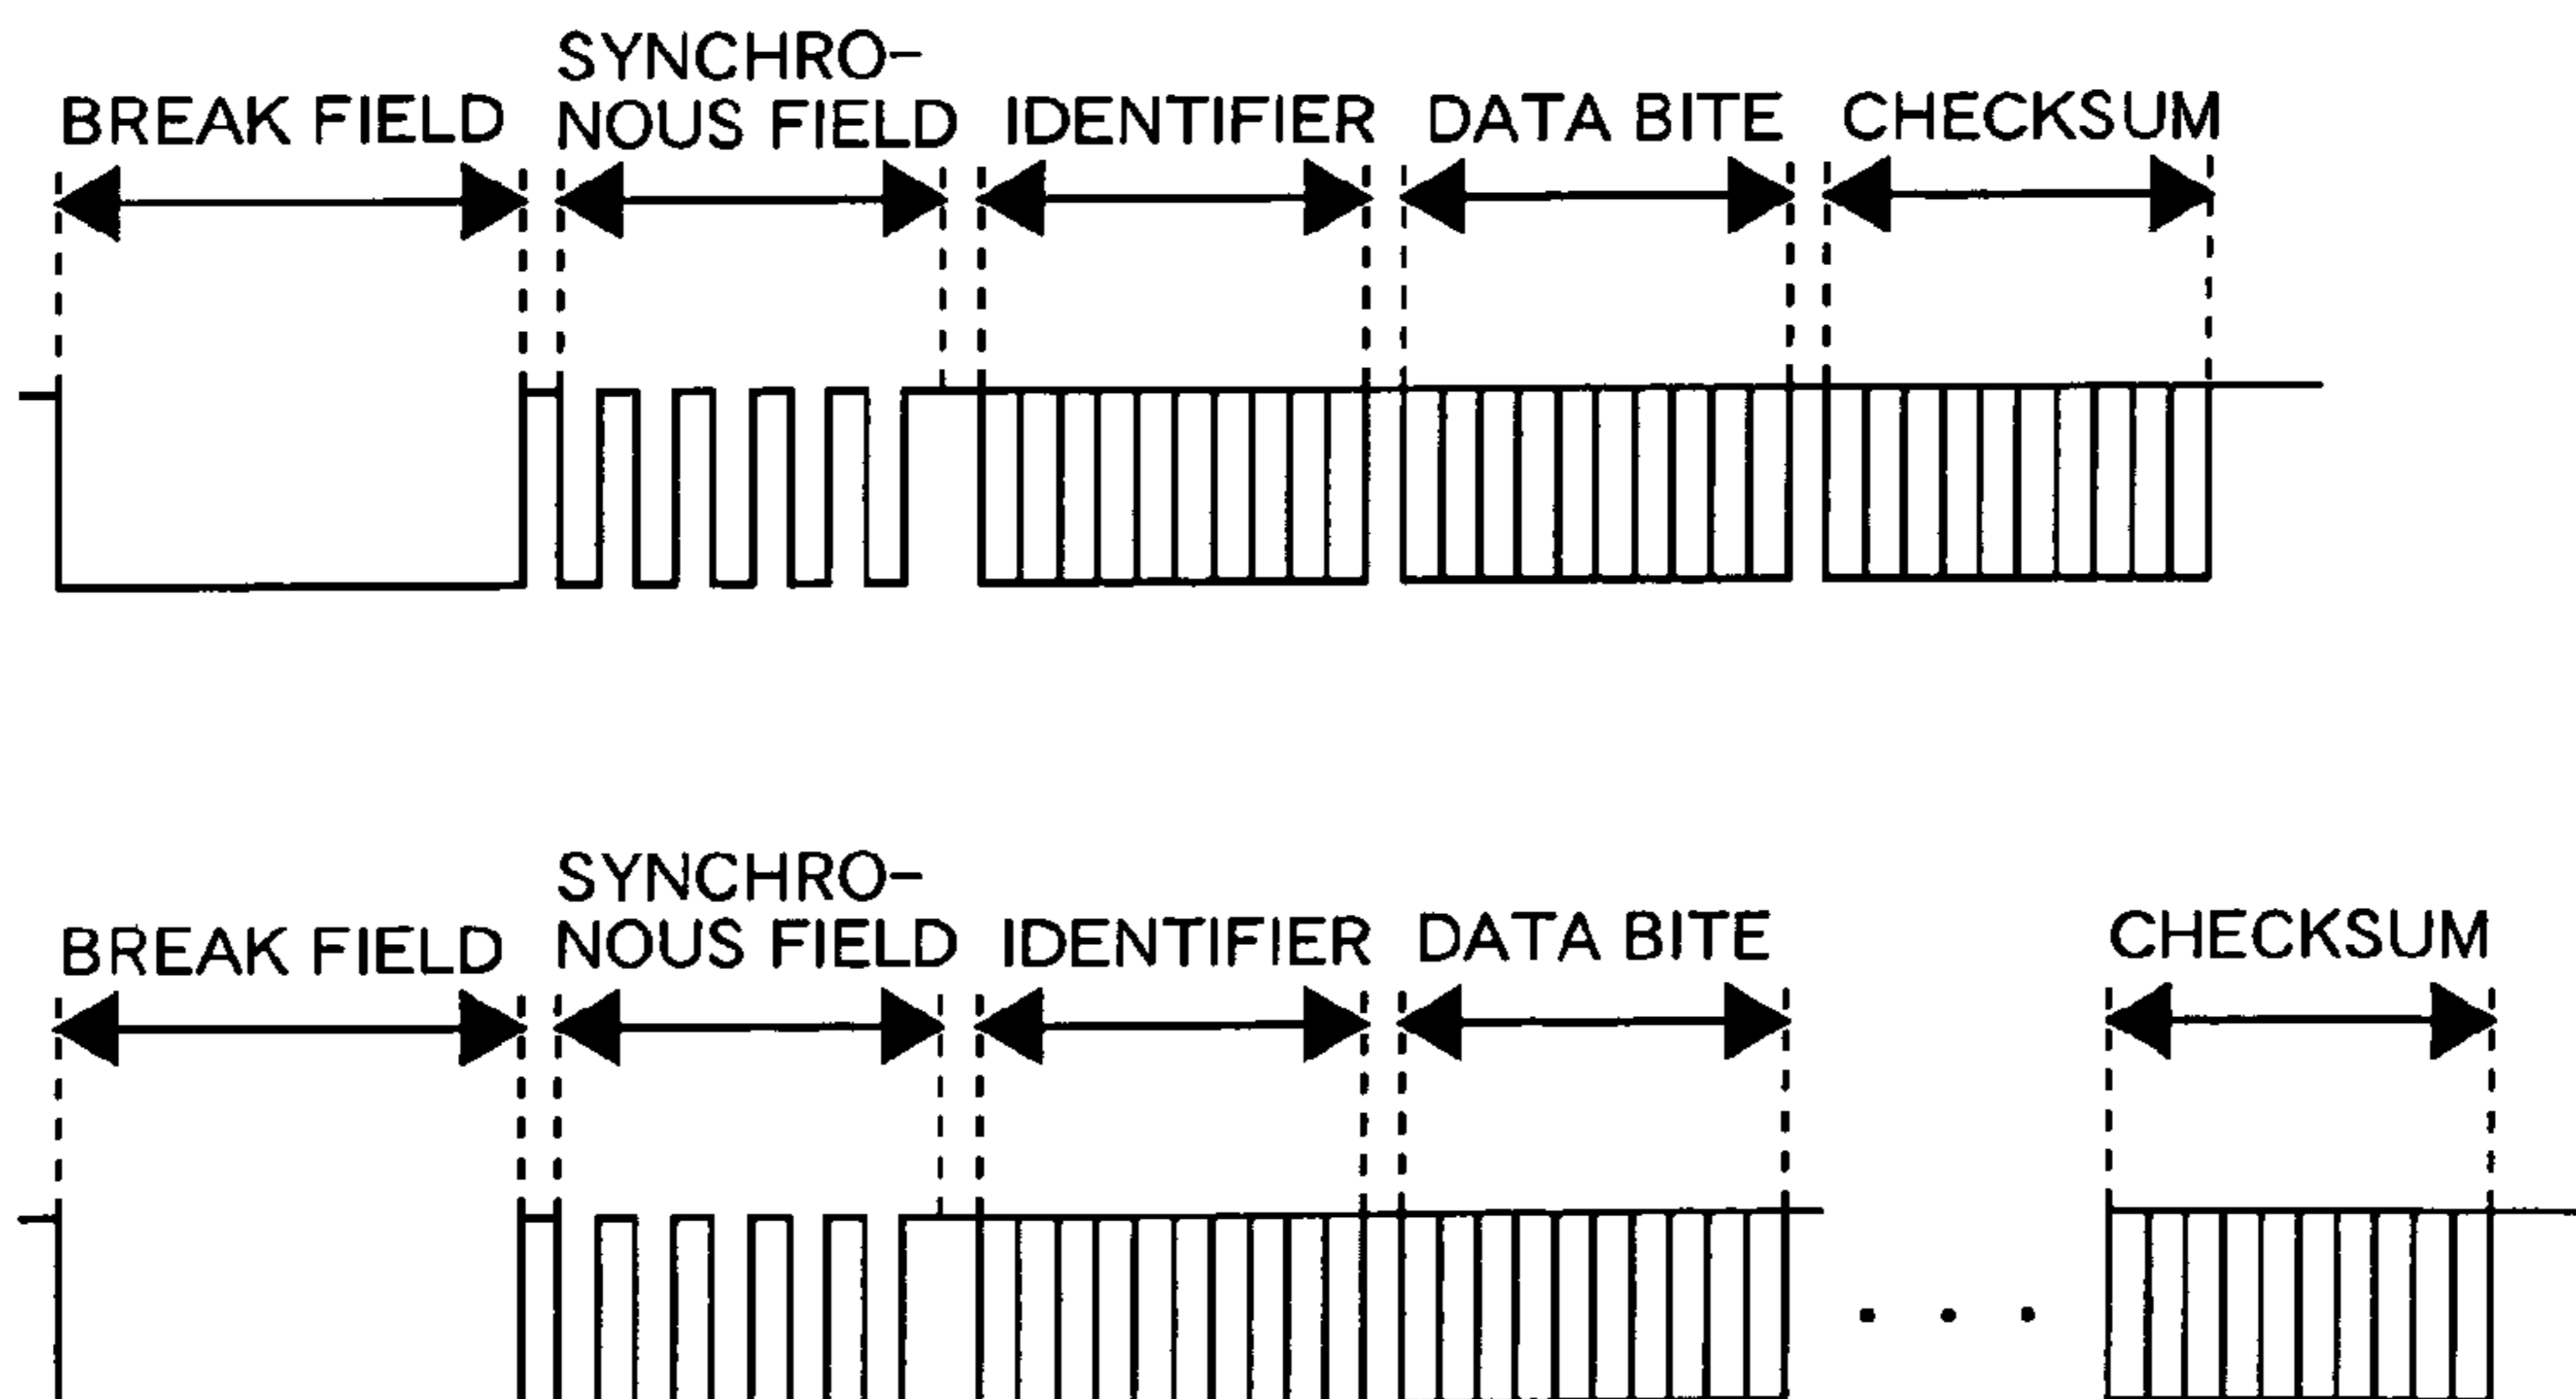 SYNCHRO-
BREAK FIELD NOUS FIELD IDENTIFIER DATA BITE CHECKSUM
SYNCHRO-
BREAK FIELD NOUS FIELD IDENTIFIER DATA BITE CHECKSUM